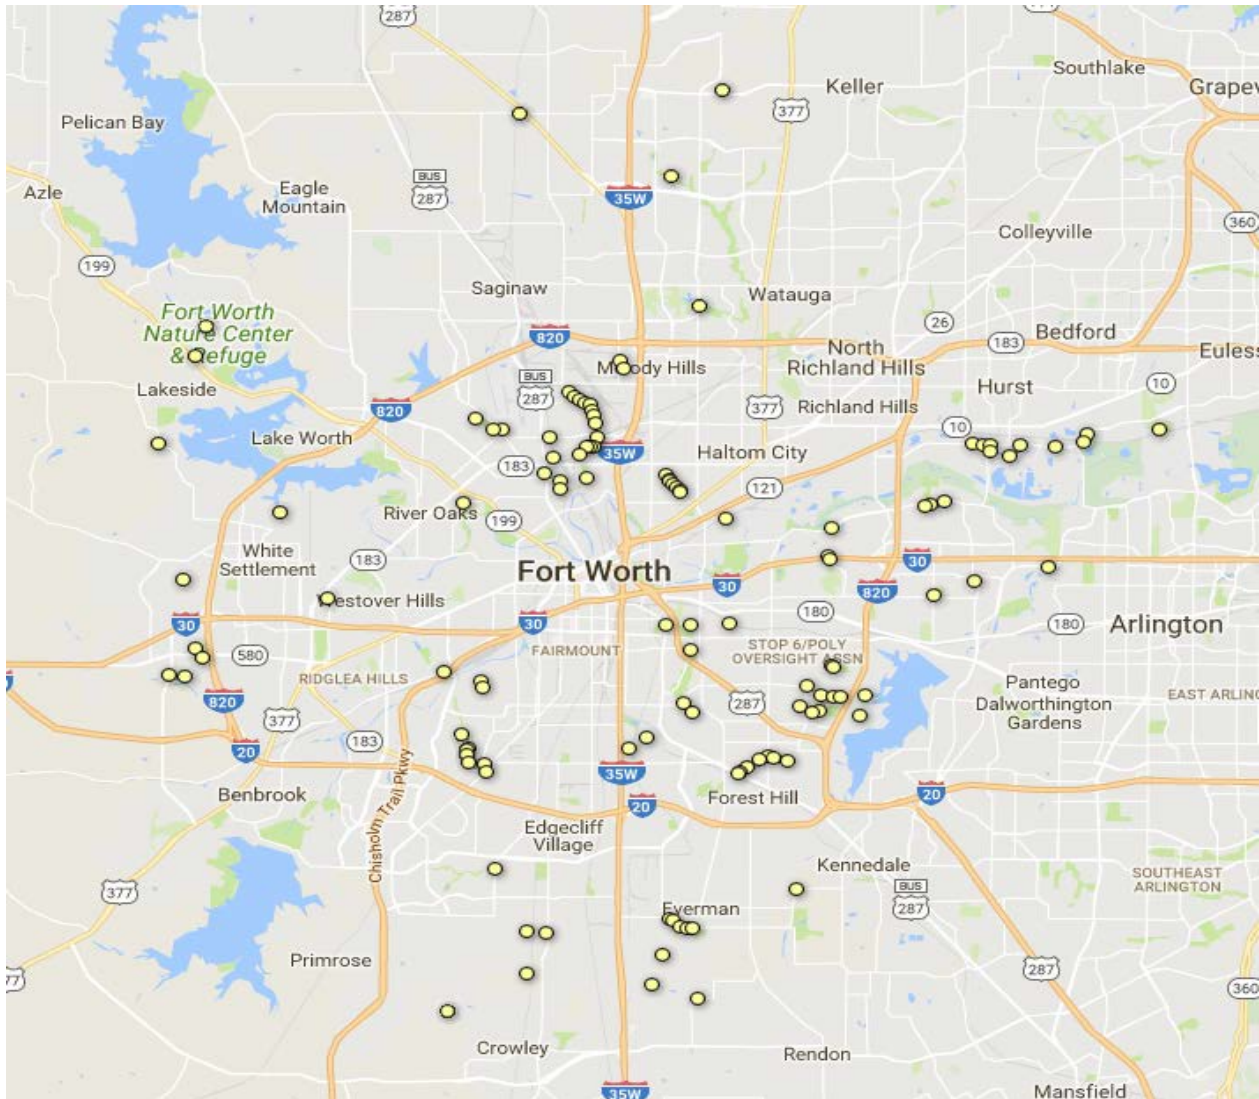 287
Southlake
Keller
Grapev
377
Pelican Bay
BUS
287
Azle
Eagle
Mountain
35W
360
Colleyville
199
Saginaw
Watauga
Fort Worth
Nature Center
& Refuge
26
Bedford
820
183
North
Richland Hills
Euless
Lakeside
BUS
287
Hurst
10
820
377
Richland Hills
10
Lake Worth
183
35W
Haltom City
121
River Oaks
199
White
Settlement
183
Fort Worth
30
30
820
Westover Hills
180
30
30
180
Arlington
580
FAIRMOUNT
STOP 6/POLY
OVERSIGHT ASSN
RIDGLEA HILLS
820
287
Pantego
Dalworthington
Gardens
EAST ARLING
377
183
20
Chisholm Trail Pkwy
35W
Benbrook
20
Forest Hill
20
Edgecliff
Village
Kennedale
SOUTHEAST
ARLINGTON
377
BUS
287
Everman
Primrose
287
77
360
Crowley
Rendon
35W
Mansfield